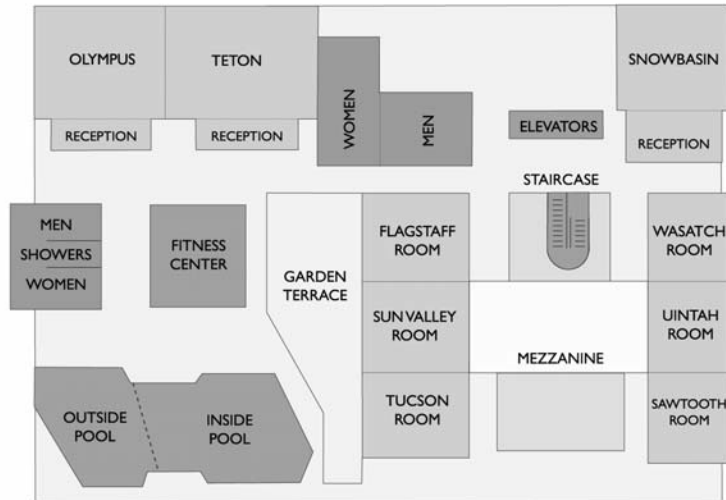 OLYMPUS
TETON
SNOWBASIN
RECEPTION
RECEPTION
WOMEN
MEN
ELEVATORS
RECEPTION
STAIRCASE
MEN
SHOWERS
WOMEN
FITNESS
CENTER
GARDEN
TERRACE
FLAGSTAFF
ROOM
WASATCH
ROOM
SUN VALLEY
ROOM
MEZZANINE
UINTAH
ROOM
OUTSIDE
POOL
INSIDE
POOL
TUCSON
ROOM
SAWTOOTH
ROOM